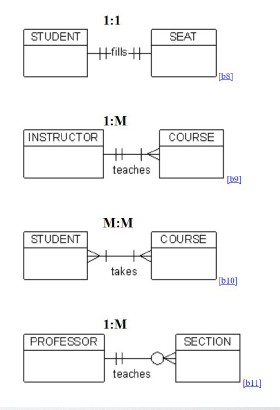 1:1
STUDENT fills SEAT
[b8]
1:M
INSTRUCTOR COURSE
teaches
[b9]
M:M
STUDENT COURSE
takes
[b10]
1:M
PROFESSOR SECTION
teaches
[b11]